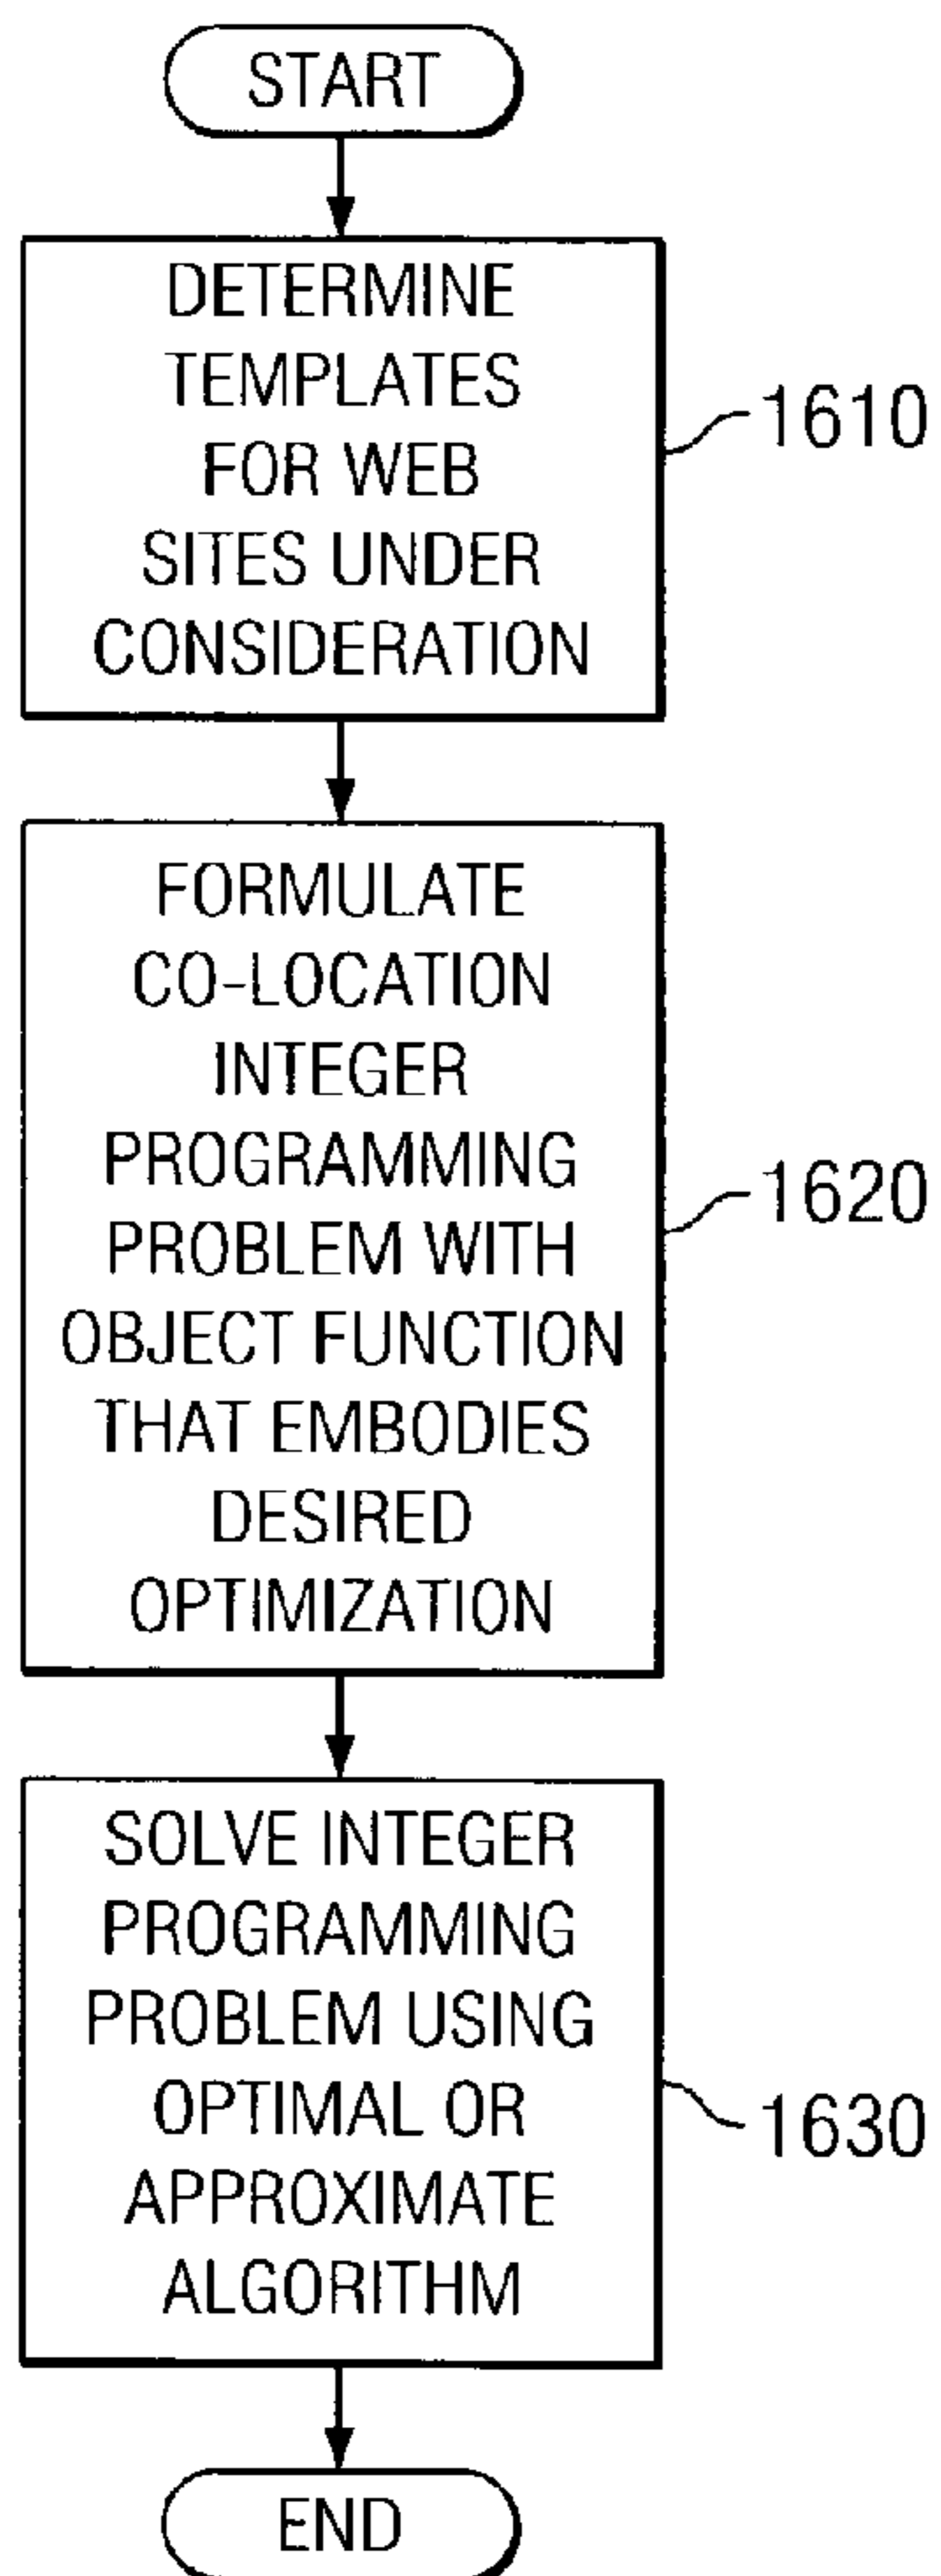 START
DETERMINE
TEMPLATES
FOR WEB
SITES UNDER
CONSIDERATION
1610
FORMULATE
CO-LOCATION
INTEGER
PROGRAMMING
PROBLEM WITH
OBJECT FUNCTION
THAT EMBODIES
DESIRED
OPTIMIZATION
1620
SOLVE INTEGER
PROGRAMMING
PROBLEM USING
OPTIMAL OR
APPROXIMATE
ALGORITHM
1630
END